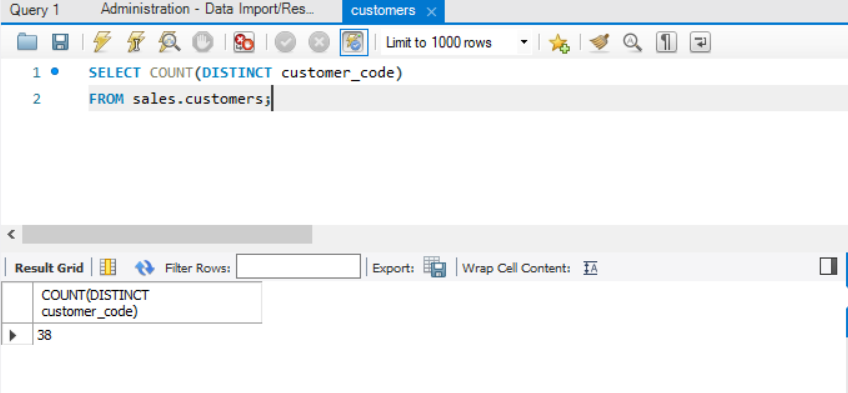 Query 1 Administration - Data Import/Res... customers
Limit to 1000 rows
1 SELECT COUNT(DISTINCT customer_code)
2 FROM sales.customers;
Result Grid Filter Rows: Export: Wrap Cell Content: IA
COUNT(DISTINCT
customer_code)
38